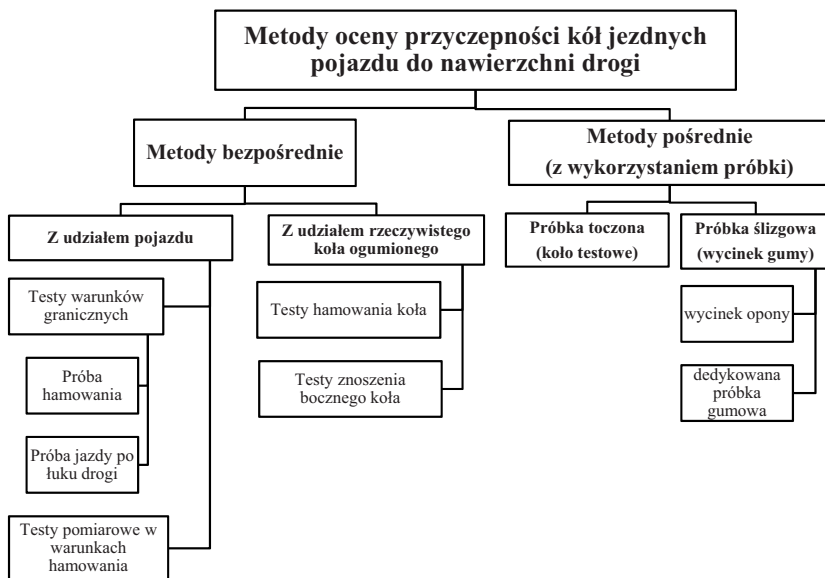 Metody oceny przyczepności kół jezdnych
pojazdu do nawierzchni drogi
Metody bezpośrednie
Metody pośrednie
(z wykorzystaniem próbki)
Z udziałem pojazdu
Z udziałem rzeczywistego
koła ogumionego
Próbka toczona
(koło testowe)
Próbka ślizgowa
(wycinek gumy)
Testy warunków
granicznych
Próba
hamowania
Próba jazdy po
łuku drogi
Testy pomiarowe w
warunkach
hamowania
Testy hamowania koła
Testy znoszenia
bocznego koła
wycinek opony
dedykowana
próbka
gumowa